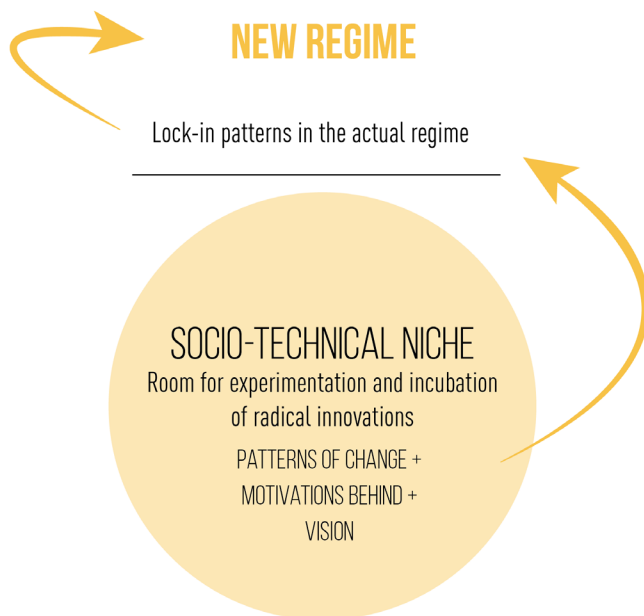 NEW REGIME
Lock-in patterns in the actual regime
SOCIO-TECHNICAL NICHE
Room for experimentation and incubation
of radical innovations
PATTERNS OF CHANGE +
MOTIVATIONS BEHIND +
VISION